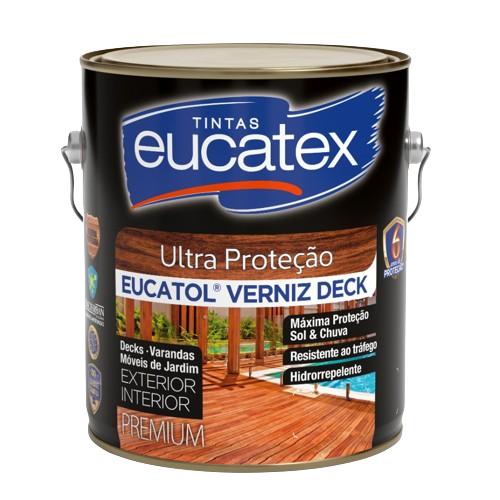 TINTAS
eucatex
Ultra Proteção
EUCATOL® VERNIZ DECK
Decks - Varandas
Móveis de Jardim
EXTERIOR
INTERIOR
PREMIUM
Máxima Proteção
Sol & Chuva
Resistente ao tráfego
Hidrorrepelente
6
PROTEÇÃO